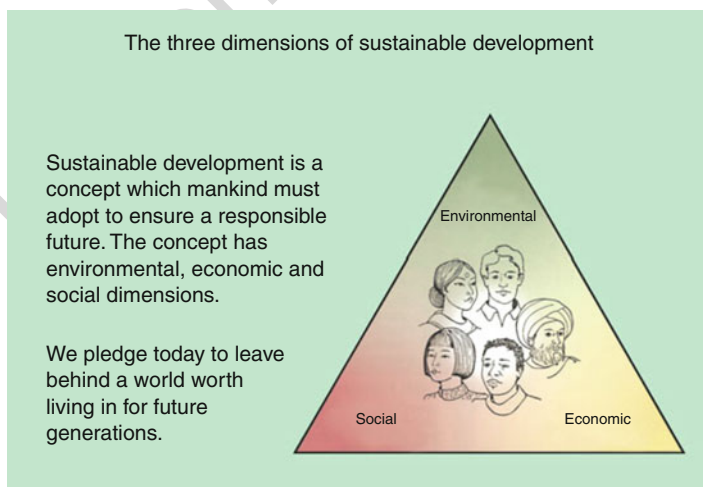 The three dimensions of sustainable development
Sustainable development is a
concept which mankind must
adopt to ensure a responsible
future. The concept has
environmental, economic and
social dimensions.
We pledge today to leave
behind a world worth
living in for future
generations.
Environmental
Social
Economic